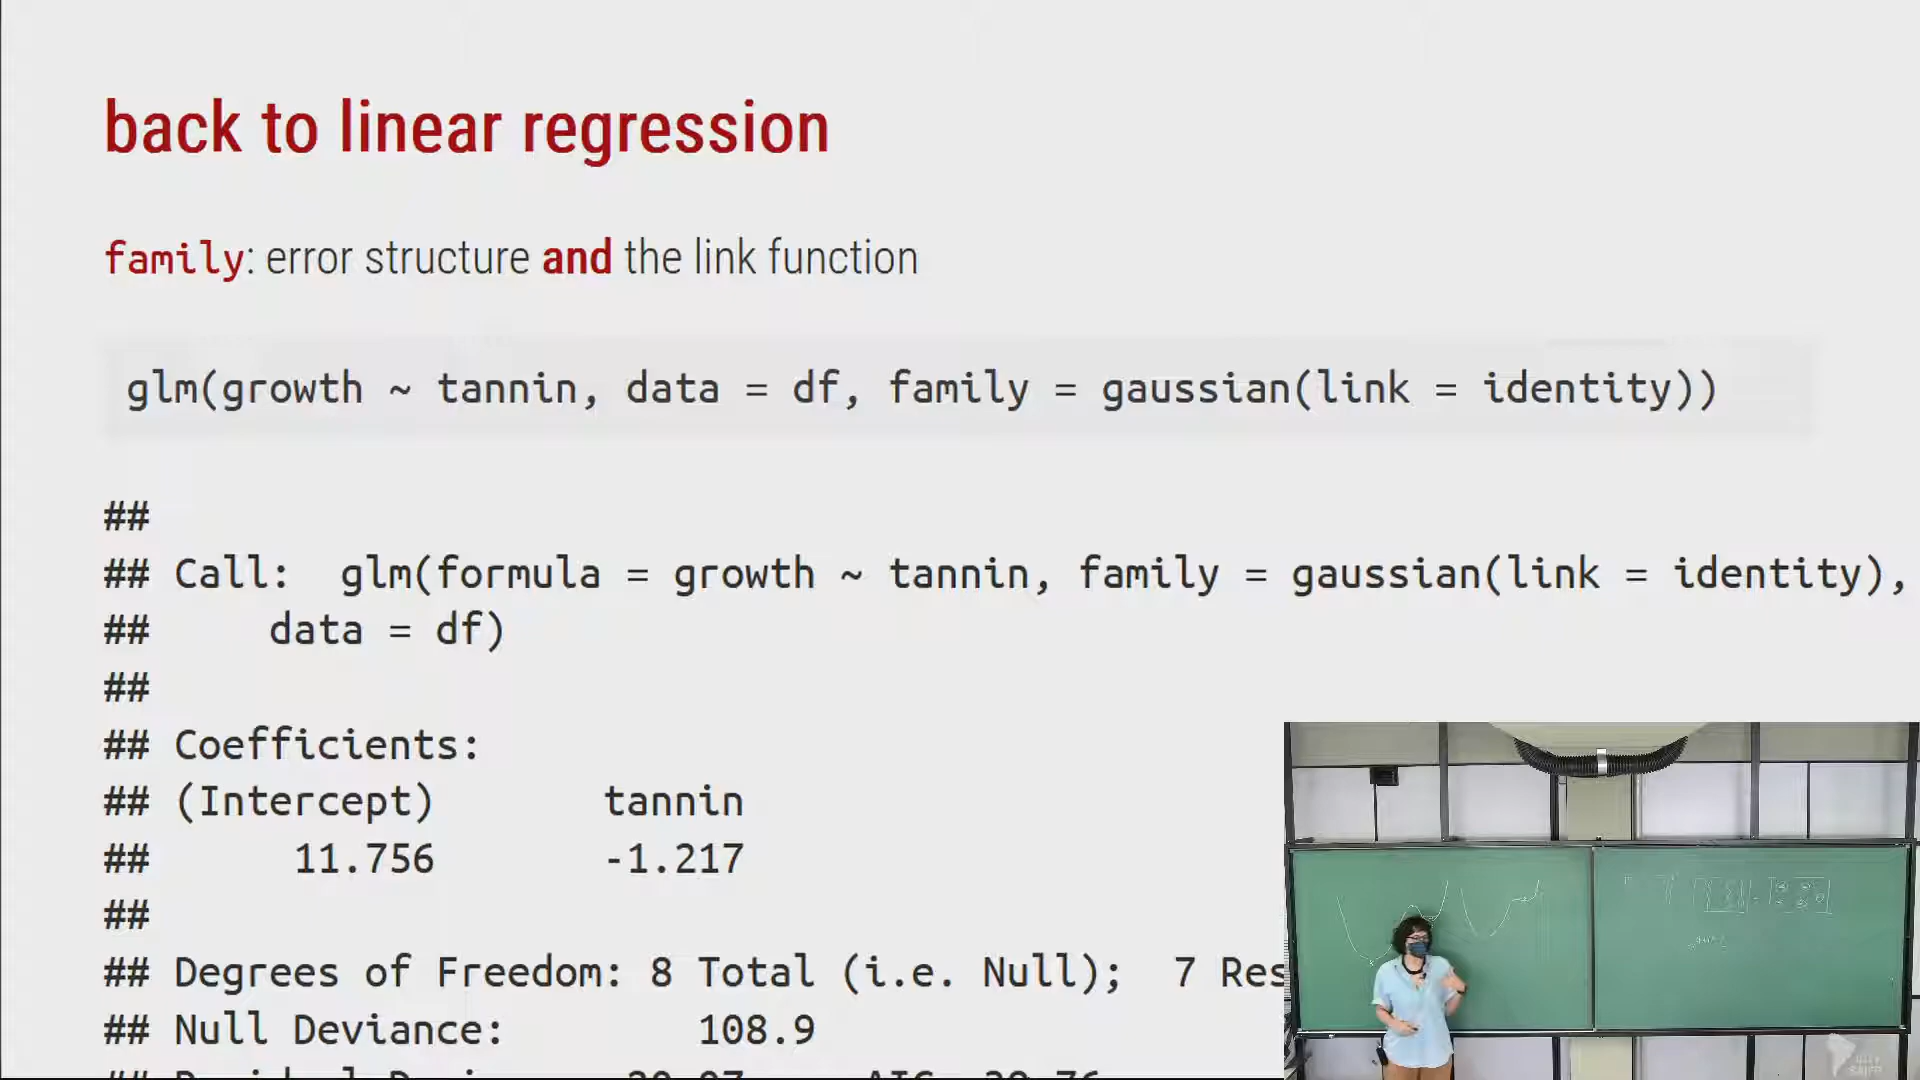 back to linear regression
family: error structure and the link function
glm(growth ~ tannin, data = df, family = gaussian(link = identity))
##
## Call:  glm(formula = growth ~ tannin, family = gaussian(link = identity),
##     data = df)
##
## Coefficients:
## (Intercept)       tannin
##      11.756       -1.217
##
## Degrees of Freedom: 8 Total (i.e. Null);  7 Res
## Null Deviance:        108.9